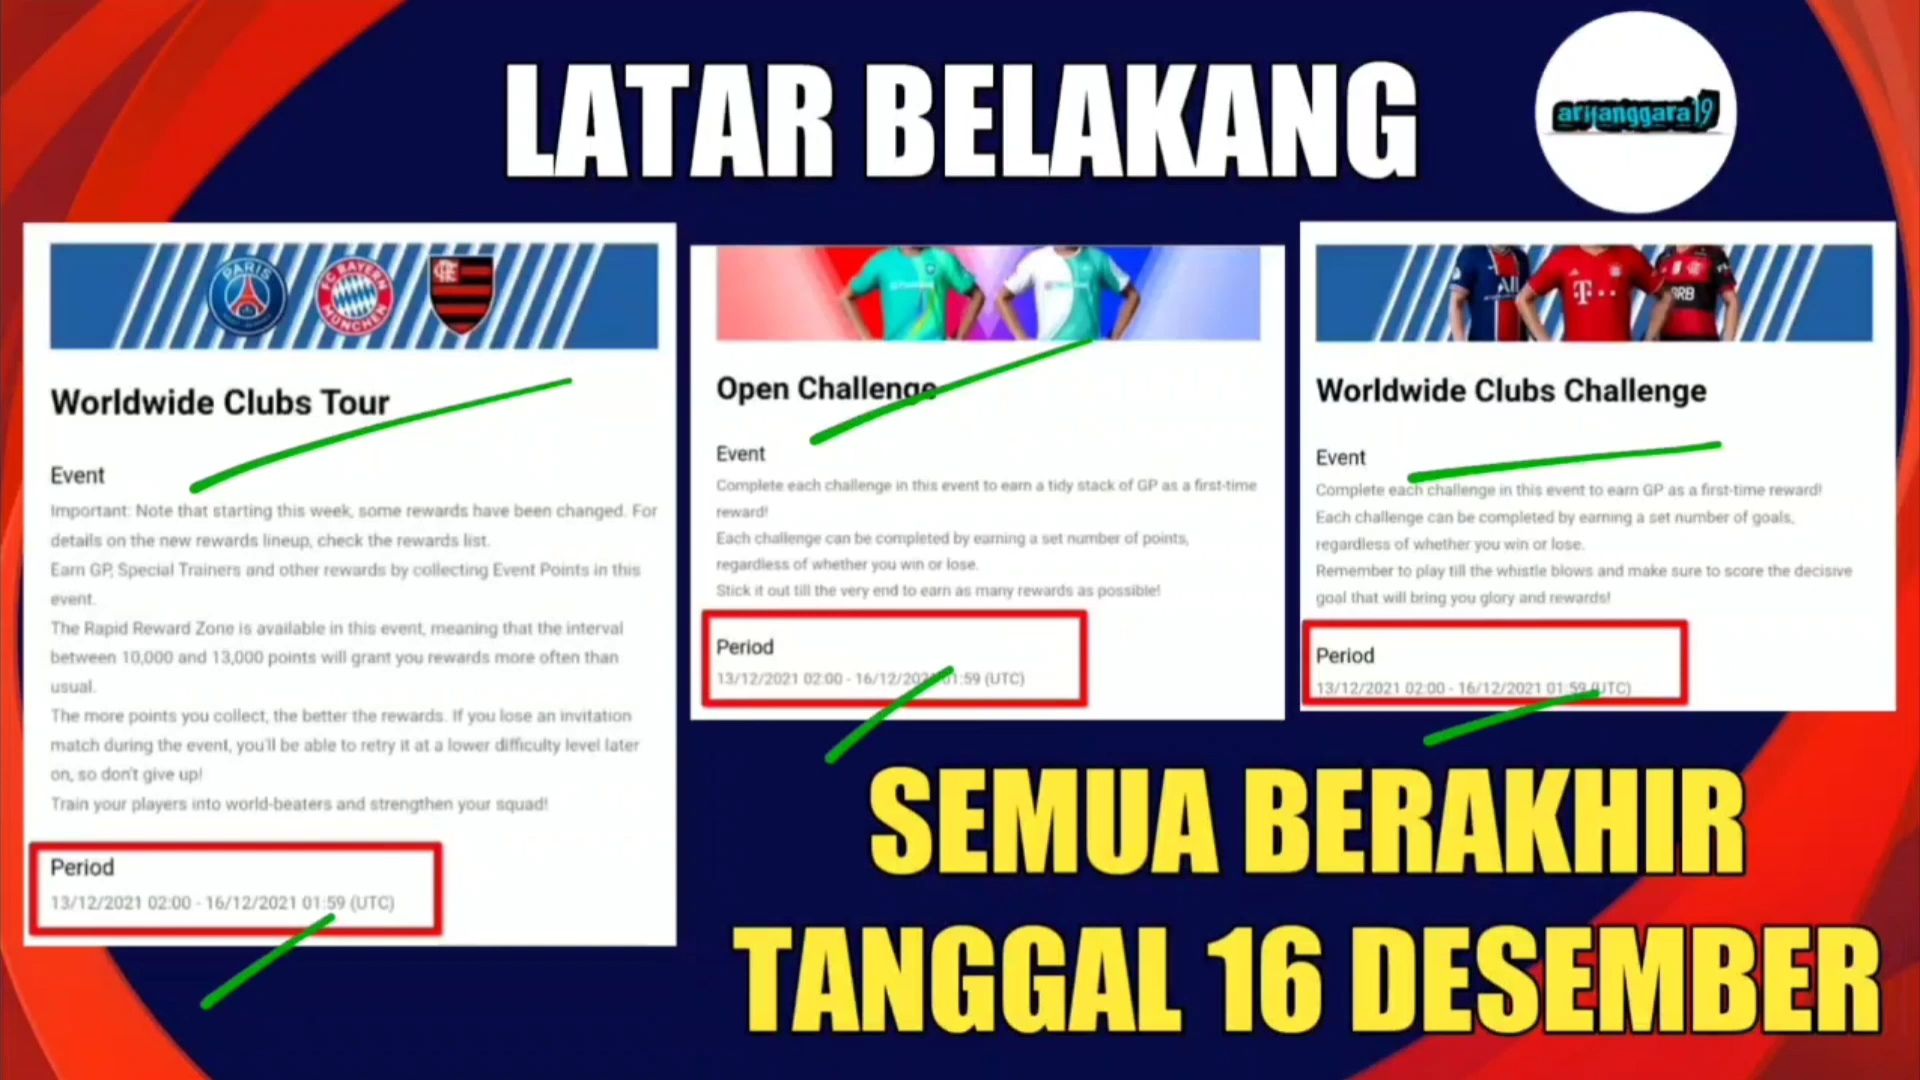 LATAR BELAKANG
arijanggara19
PARIS
FC BAYERN
MÜNCHEN
Worldwide Clubs Tour
Event
Important: Note that starting this week, some rewards have been changed. For
details on the new rewards lineup, check the rewards list.
Earn GP, Special Trainers and other rewards by collecting Event Points in this
event.
The Rapid Reward Zone is available in this event, meaning that the interval
between 10,000 and 13,000 points will grant you rewards more often than
usual.
The more points you collect, the better the rewards. If you lose an invitation
match during the event, you'll be able to retry it at a lower difficulty level later
on, so don't give up!
Train your players into world-beaters and strengthen your squad!
Period
13/12/2021 02:00 - 16/12/2021 01:59 (UTC)
Open Challenge
Event
Complete each challenge in this event to earn a tidy stack of GP as a first-time
reward!
Each challenge can be completed by earning a set number of points,
regardless of whether you win or lose.
Stick it out till the very end to earn as many rewards as possible!
Period
13/12/2021 02:00 - 16/12/2021 01:59 (UTC)
T
BRB
Worldwide Clubs Challenge
Event
Complete each challenge in this event to earn GP as a first-time reward!
Each challenge can be completed by earning a set number of goals,
regardless of whether you win or lose.
Remember to play till the whistle blows and make sure to score the decisive
goal that will bring you glory and rewards!
Period
13/12/2021 02:00 - 16/12/2021 01:59 (UTC)
SEMUA BERAKHIR
TANGGAL 16 DESEMBER